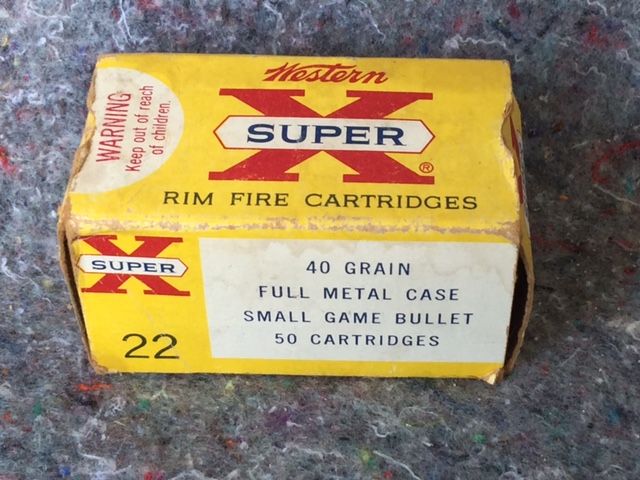 Western
X
SUPER
®
RIM FIRE CARTRIDGES
WARNING
Keep out of reach
of children.
X
SUPER
22
40 GRAIN
FULL METAL CASE
SMALL GAME BULLET
50 CARTRIDGES